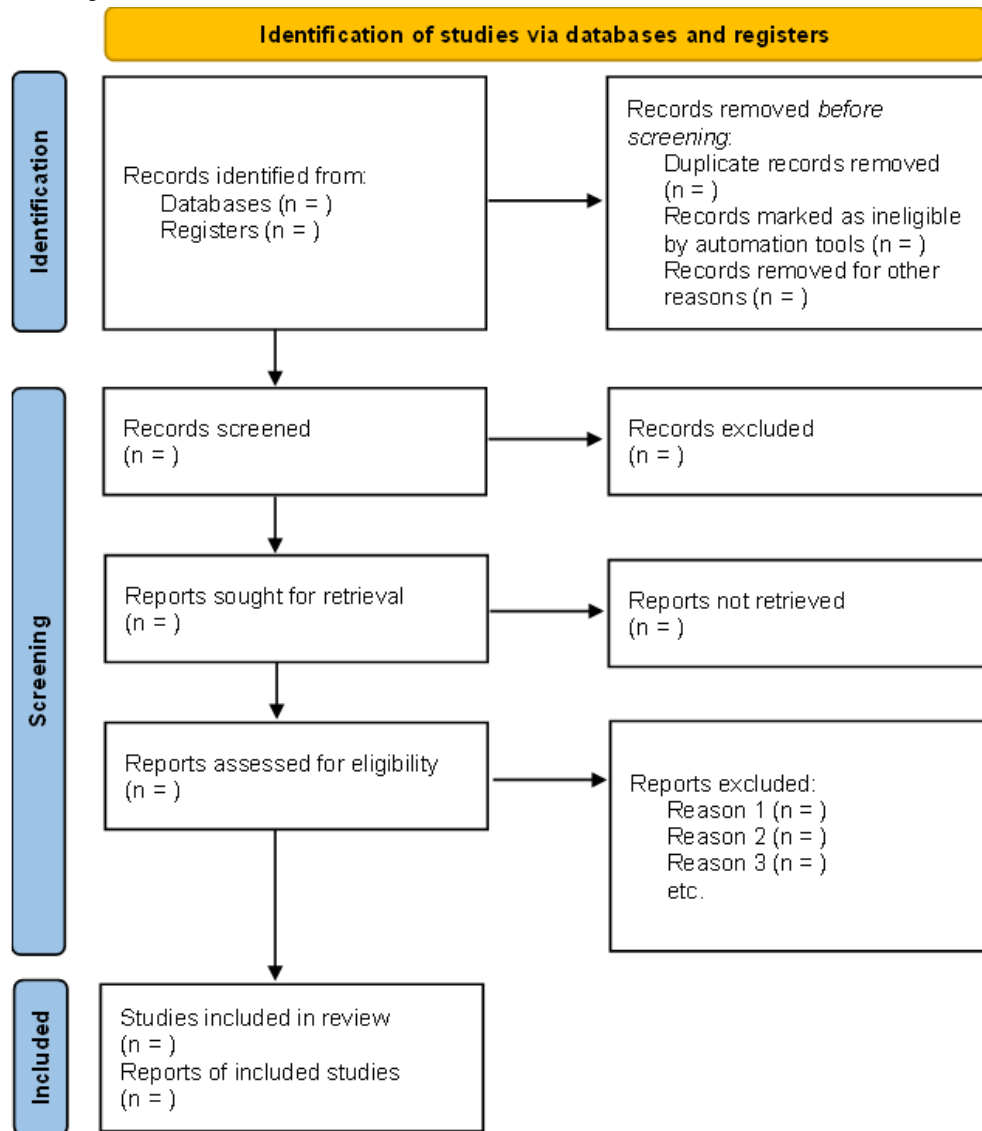 Identification of studies via databases and registers
Identification
Records identified from:
Databases (n = )
Registers (n = )
Records removed before
screening:
Duplicate records removed
(n = )
Records marked as ineligible
by automation tools (n = )
Records removed for other
reasons (n = )
Screening
Records screened
(n = )
Records excluded
(n = )
Reports sought for retrieval
(n = )
Reports not retrieved
(n = )
Reports assessed for eligibility
(n = )
Reports excluded:
Reason 1 (n = )
Reason 2 (n = )
Reason 3 (n = )
etc.
Included
Studies included in review
(n = )
Reports of included studies
(n = )